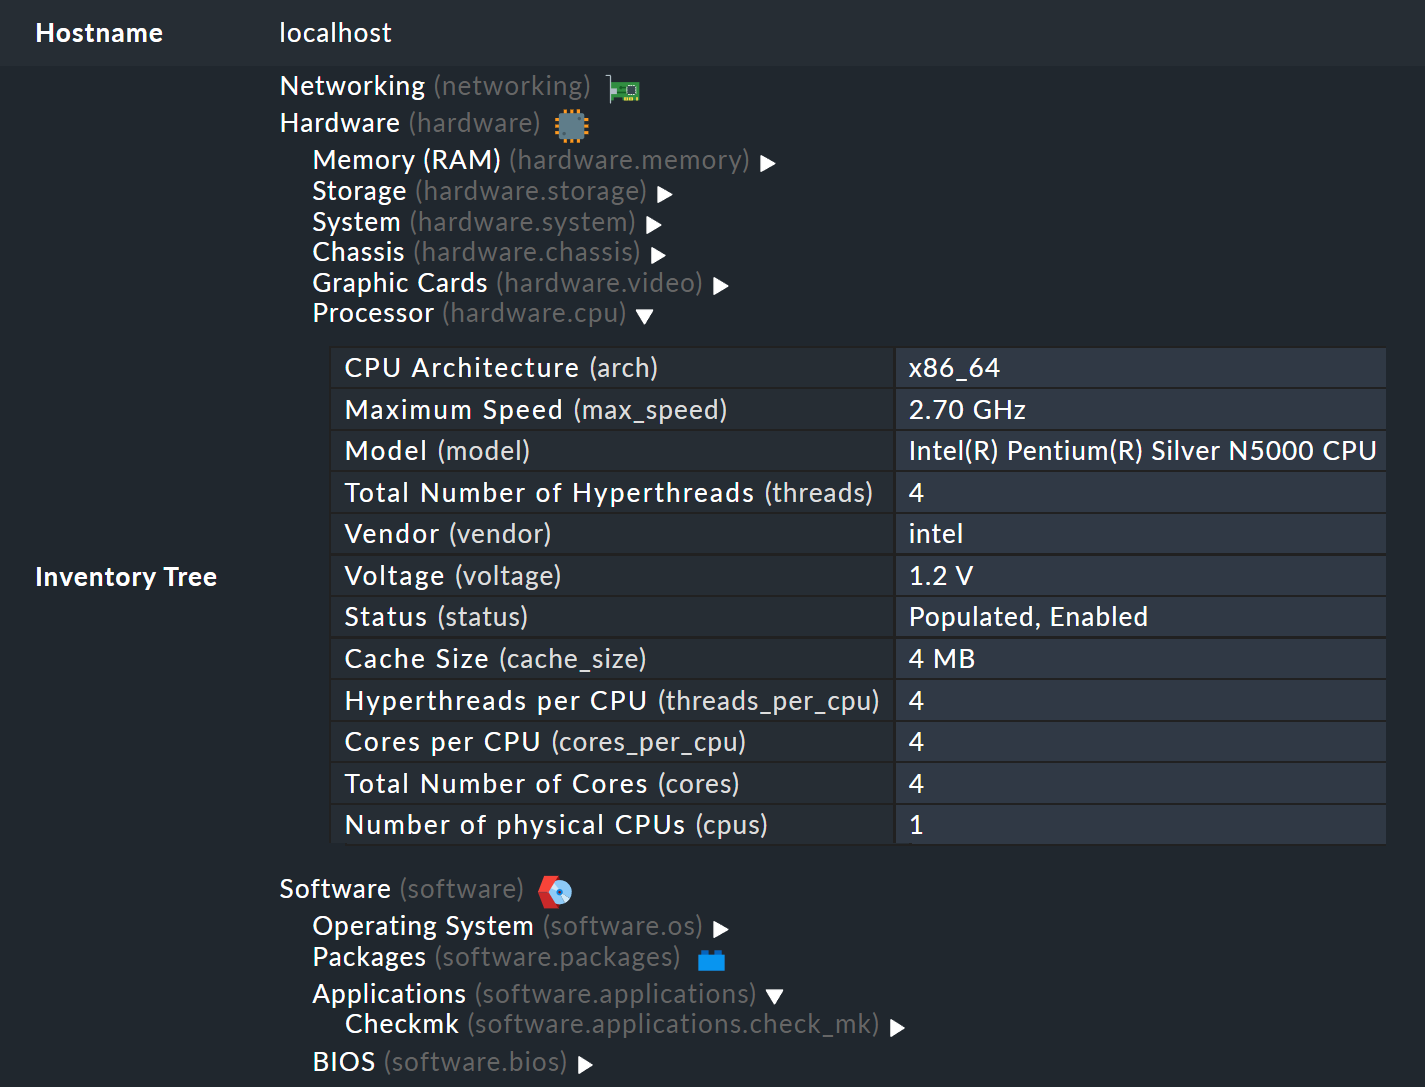 Hostname localhost
Networking (networking)
Hardware (hardware)
Memory (RAM) (hardware.memory)
Storage (hardware.storage)
System (hardware.system)
Chassis (hardware.chassis)
Graphic Cards (hardware.video)
Processor (hardware.cpu)
CPU Architecture (arch) x86_64
Maximum Speed (max_speed) 2.70 GHz
Model (model) Intel(R) Pentium(R) Silver N5000 CPU
Total Number of Hyperthreads (threads) 4
Vendor (vendor) intel
Inventory Tree
Voltage (voltage) 1.2 V
Status (status) Populated, Enabled
Cache Size (cache_size) 4 MB
Hyperthreads per CPU (threads_per_cpu) 4
Cores per CPU (cores_per_cpu) 4
Total Number of Cores (cores) 4
Number of physical CPUs (cpus) 1
Software (software)
Operating System (software.os)
Packages (software.packages)
Applications (software.applications)
Checkmk (software.applications.check_mk)
BIOS (software.bios)